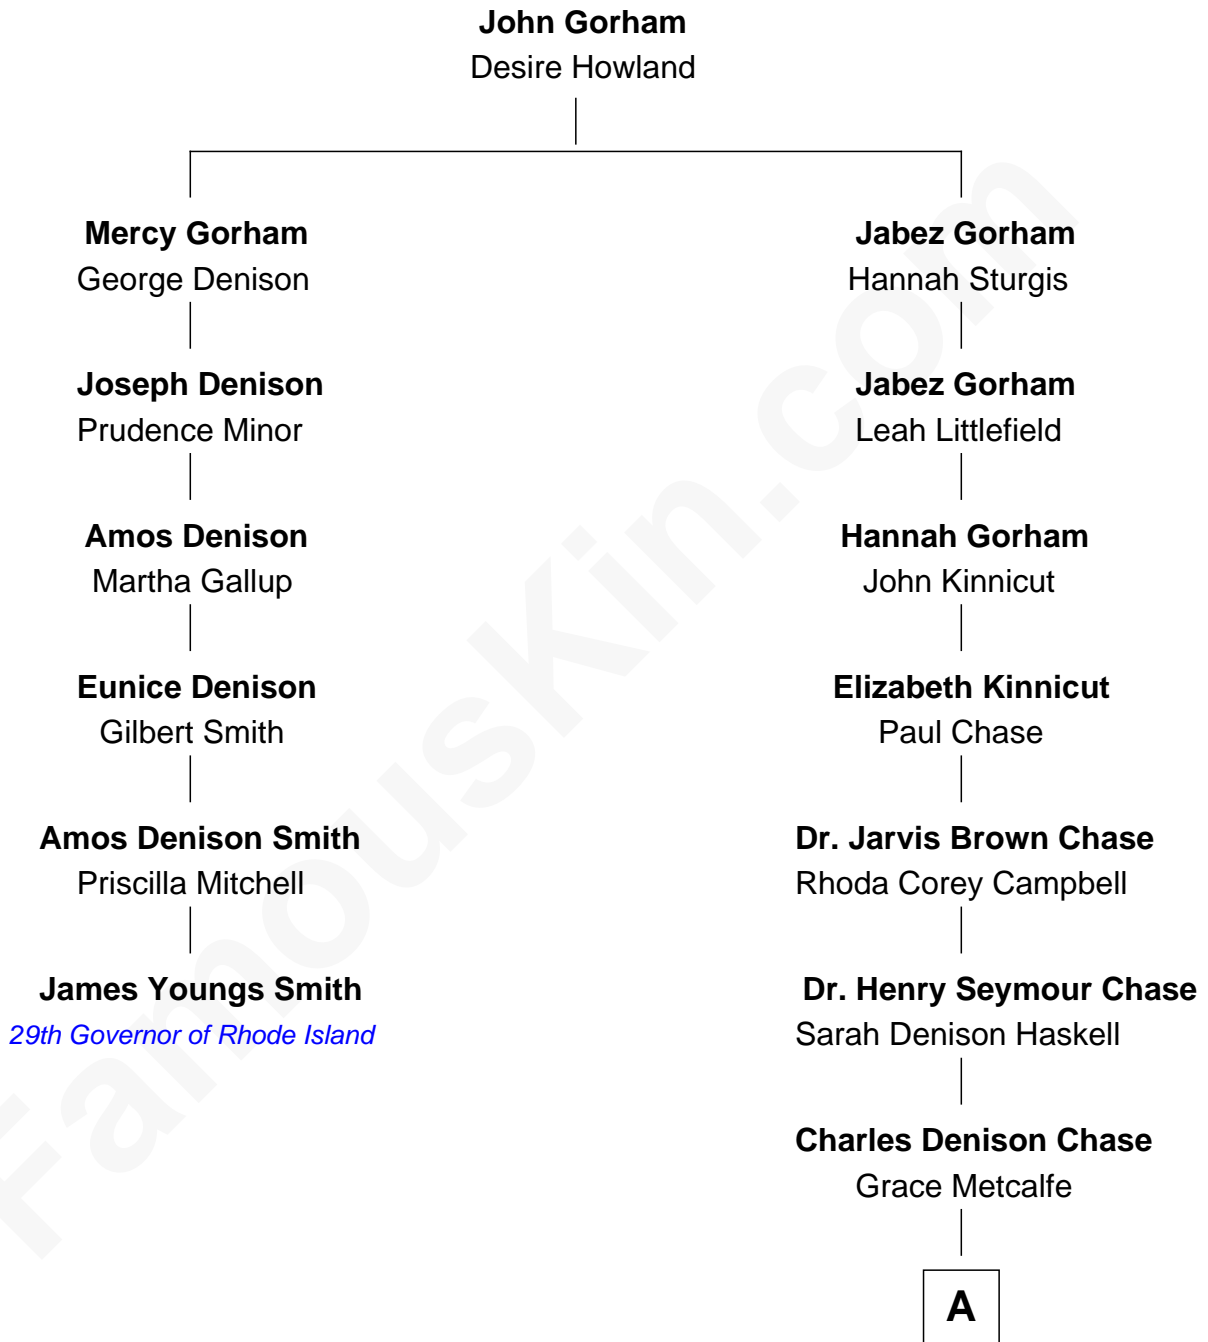 John Gorham
Desire Howland
Mercy Gorham
George Denison
Jabez Gorham
Hannah Sturgis
Joseph Denison
Prudence Minor
Jabez Gorham
Leah Littlefield
Amos Denison
Martha Gallup
Hannah Gorham
John Kinnicut
Eunice Denison
Gilbert Smith
Elizabeth Kinnicut
Paul Chase
Amos Denison Smith
Priscilla Mitchell
Dr. Jarvis Brown Chase
Rhoda Corey Campbell
James Youngs Smith
29th Governor of Rhode Island
Dr. Henry Seymour Chase
Sarah Denison Haskell
Charles Denison Chase
Grace Metcalfe
A
FamousKin.com